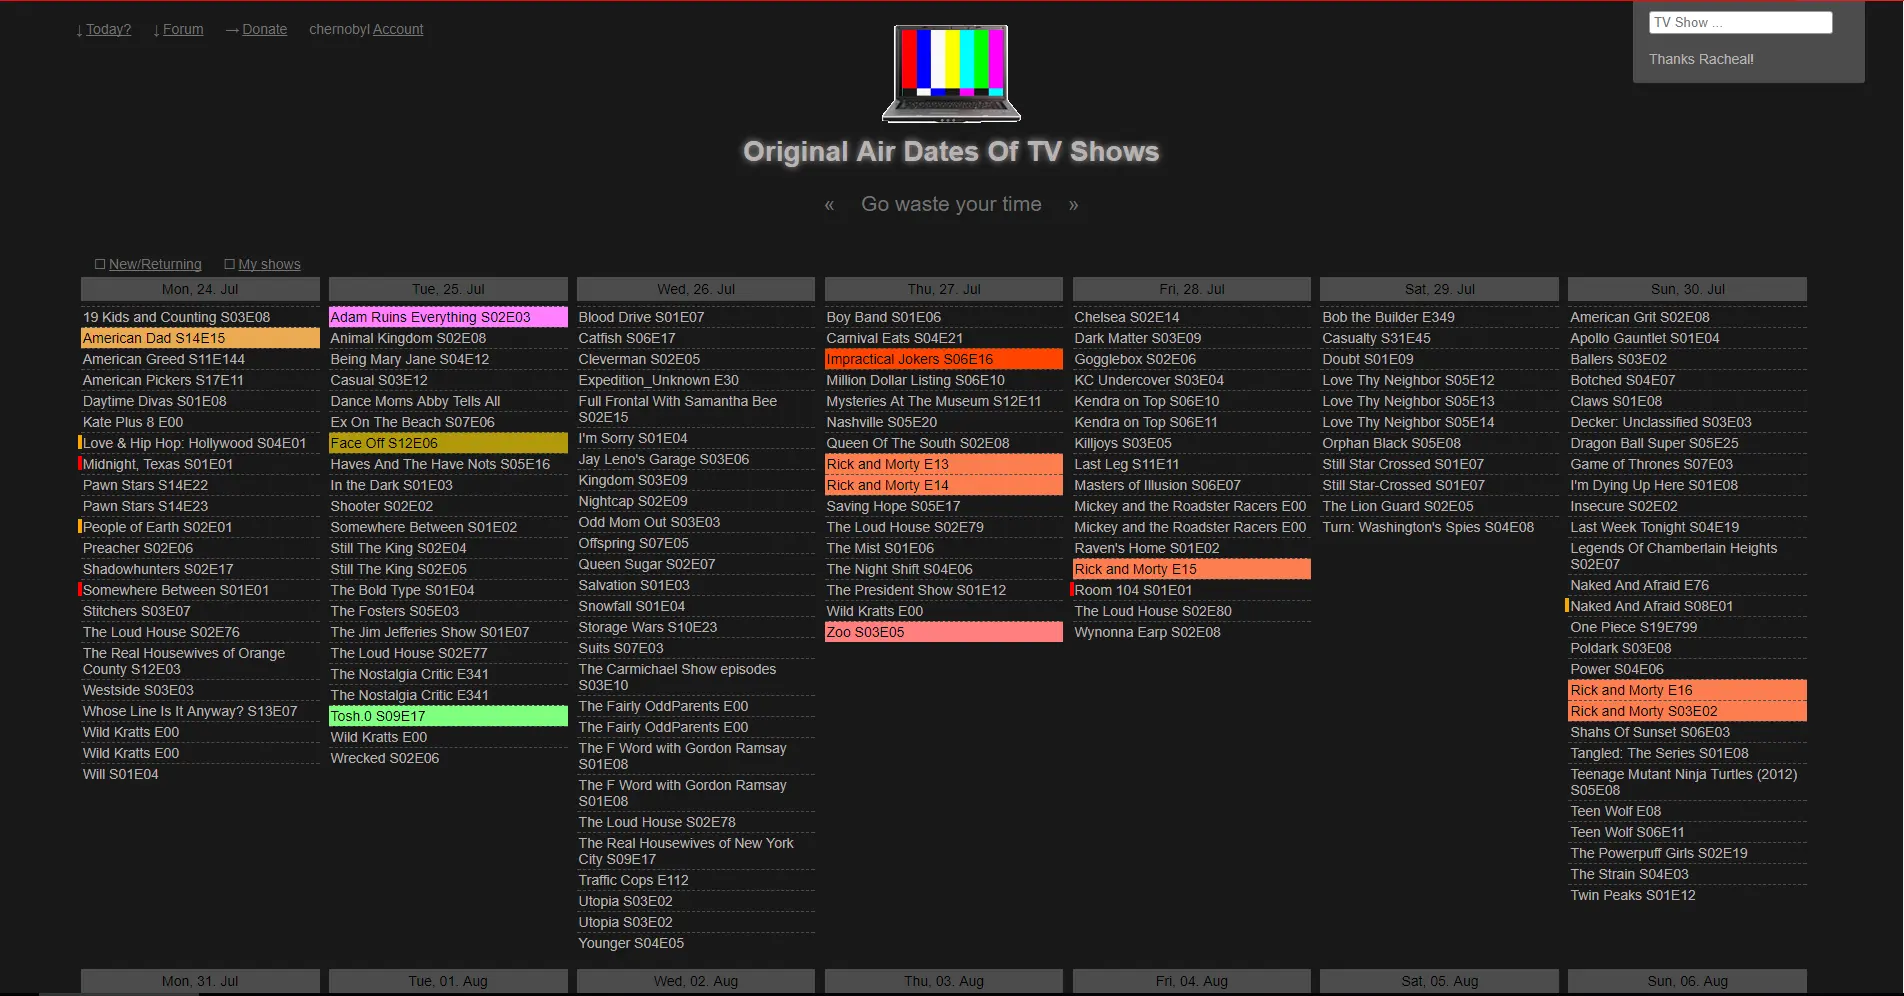 ↓ Today? ↓ Forum → Donate chernobyl Account
TV Show ...
Thanks Racheal!
Original Air Dates Of TV Shows
« Go waste your time »
☐ New/Returning ☐ My shows
Mon, 24. Jul
19 Kids and Counting S03E08
American Dad S14E15
American Greed S11E144
American Pickers S17E11
Daytime Divas S01E08
Kate Plus 8 E00
Love & Hip Hop: Hollywood S04E01
Midnight, Texas S01E01
Pawn Stars S14E22
Pawn Stars S14E23
People of Earth S02E01
Preacher S02E06
Shadowhunters S02E17
Somewhere Between S01E01
Stitchers S03E07
The Loud House S02E76
The Real Housewives of Orange
County S12E03
Westside S03E03
Whose Line Is It Anyway? S13E07
Wild Kratts E00
Wild Kratts E00
Will S01E04
Tue, 25. Jul
Adam Ruins Everything S02E03
Animal Kingdom S02E08
Being Mary Jane S04E12
Casual S03E12
Dance Moms Abby Tells All
Ex On The Beach S07E06
Face Off S12E06
Haves And The Have Nots S05E16
In the Dark S01E03
Shooter S02E02
Somewhere Between S01E02
Still The King S02E04
Still The King S02E05
The Bold Type S01E04
The Fosters S05E03
The Jim Jefferies Show S01E07
The Loud House S02E77
The Nostalgia Critic E341
The Nostalgia Critic E341
Tosh.0 S09E17
Wild Kratts E00
Wrecked S02E06
Wed, 26. Jul
Blood Drive S01E07
Catfish S06E17
Cleverman S02E05
Expedition_Unknown E30
Full Frontal With Samantha Bee
S02E15
I'm Sorry S01E04
Jay Leno's Garage S03E06
Kingdom S03E09
Nightcap S02E09
Odd Mom Out S03E03
Offspring S07E05
Queen Sugar S02E07
Salvation S01E03
Snowfall S01E04
Storage Wars S10E23
Suits S07E03
The Carmichael Show episodes
S03E10
The Fairly OddParents E00
The Fairly OddParents E00
The F Word with Gordon Ramsay
S01E08
The F Word with Gordon Ramsay
S01E08
The Loud House S02E78
The Real Housewives of New York
City S09E17
Traffic Cops E112
Utopia S03E02
Utopia S03E02
Younger S04E05
Thu, 27. Jul
Boy Band S01E06
Carnival Eats S04E21
Impractical Jokers S06E16
Million Dollar Listing S06E10
Mysteries At The Museum S12E11
Nashville S05E20
Queen Of The South S02E08
Rick and Morty E13
Rick and Morty E14
Saving Hope S05E17
The Loud House S02E79
The Mist S01E06
The Night Shift S04E06
The President Show S01E12
Wild Kratts E00
Zoo S03E05
Fri, 28. Jul
Chelsea S02E14
Dark Matter S03E09
Gogglebox S02E06
KC Undercover S03E04
Kendra on Top S06E10
Kendra on Top S06E11
Killjoys S03E05
Last Leg S11E11
Masters of Illusion S06E07
Mickey and the Roadster Racers E00
Mickey and the Roadster Racers E00
Raven's Home S01E02
Rick and Morty E15
Room 104 S01E01
The Loud House S02E80
Wynonna Earp S02E08
Sat, 29. Jul
Bob the Builder E349
Casualty S31E45
Doubt S01E09
Love Thy Neighbor S05E12
Love Thy Neighbor S05E13
Love Thy Neighbor S05E14
Orphan Black S05E08
Still Star Crossed S01E07
Still Star-Crossed S01E07
The Lion Guard S02E05
Turn: Washington's Spies S04E08
Sun, 30. Jul
American Grit S02E08
Apollo Gauntlet S01E04
Ballers S03E02
Botched S04E07
Claws S01E08
Decker: Unclassified S03E03
Dragon Ball Super S05E25
Game of Thrones S07E03
I'm Dying Up Here S01E08
Insecure S02E02
Last Week Tonight S04E19
Legends Of Chamberlain Heights
S02E07
Naked And Afraid E76
Naked And Afraid S08E01
One Piece S19E799
Poldark S03E08
Power S04E06
Rick and Morty E16
Rick and Morty S03E02
Shahs Of Sunset S06E03
Tangled: The Series S01E08
Teenage Mutant Ninja Turtles (2012)
S05E08
Teen Wolf E08
Teen Wolf S06E11
The Powerpuff Girls S02E19
The Strain S04E03
Twin Peaks S01E12
Mon, 31. Jul
Tue, 01. Aug
Wed, 02. Aug
Thu, 03. Aug
Fri, 04. Aug
Sat, 05. Aug
Sun, 06. Aug